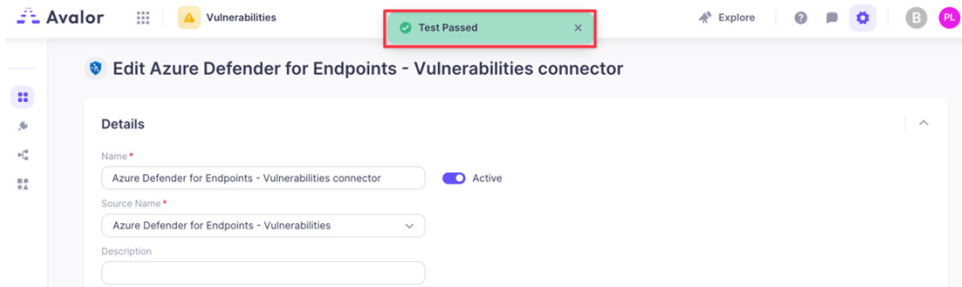 Avalor
Vulnerabilities
Test Passed
Explore
B
PL
Edit Azure Defender for Endpoints - Vulnerabilities connector
Details
Name*
Azure Defender for Endpoints - Vulnerabilities connector
Active
Source Name*
Azure Defender for Endpoints - Vulnerabilities
Description